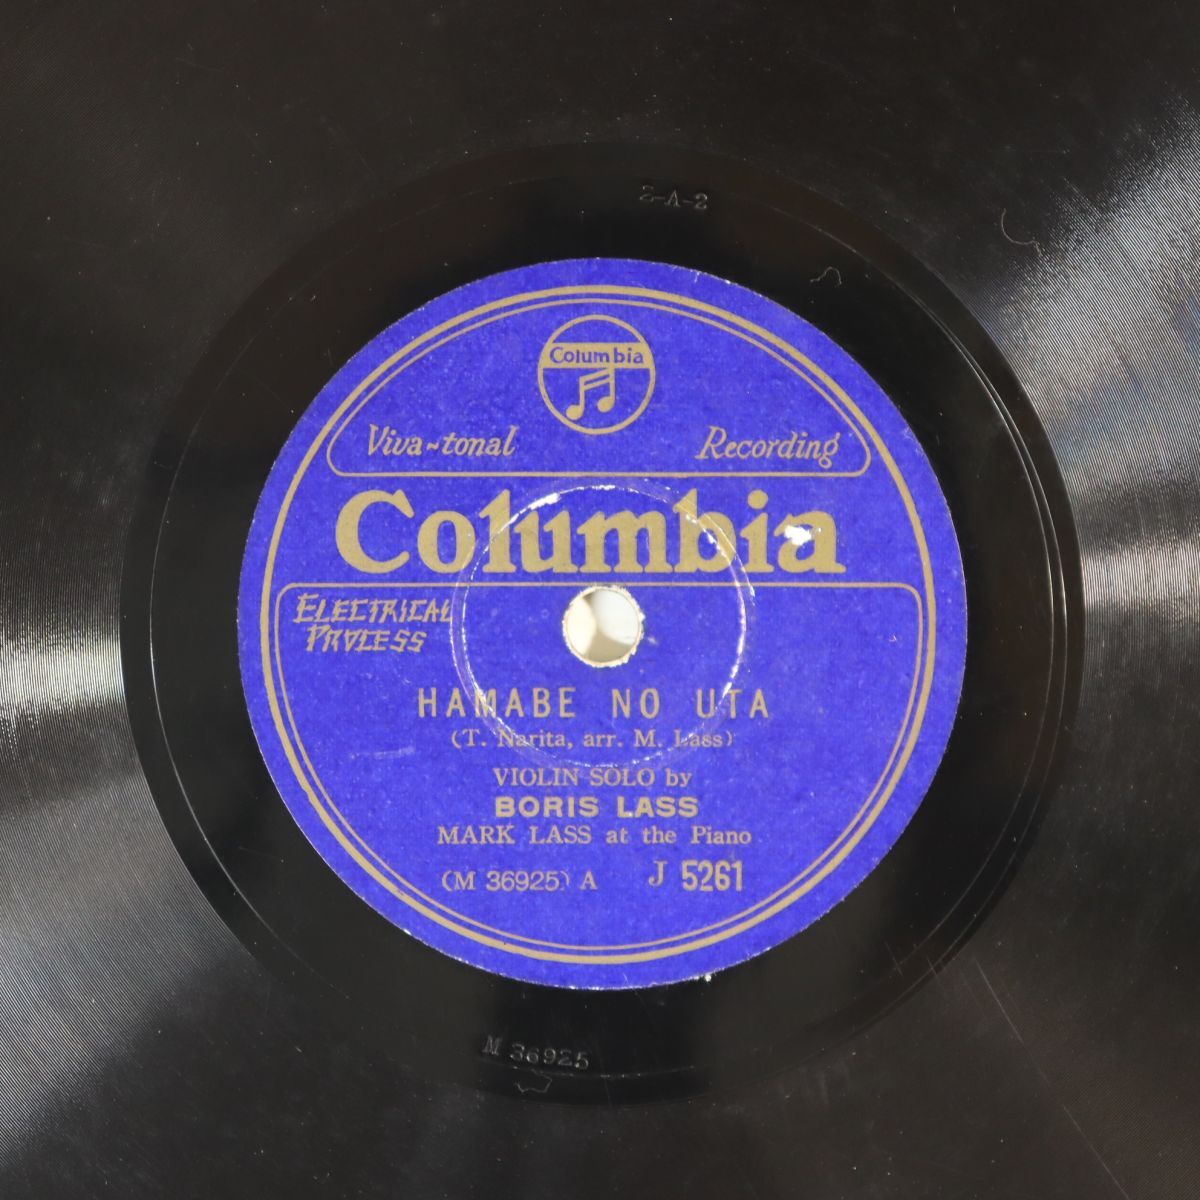 2-A-2
Columbia
Viva-tonal Recording
Columbia
ELECTRICAL
PROCESS
HAMABE NO UTA
(T. Narita, arr. M. Lass)
VIOLIN SOLO by
BORIS LASS
MARK LASS at the Piano
(M 36925) A J 5261
M 36925